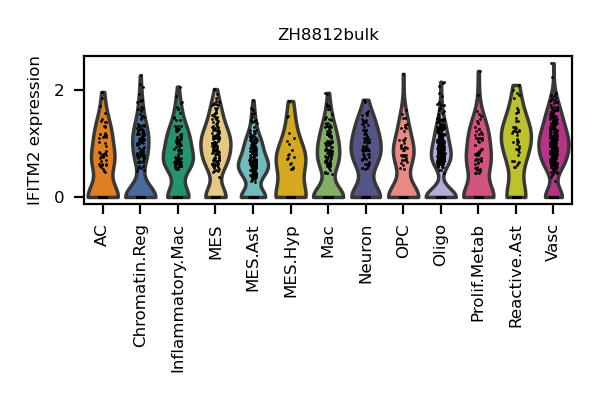 ZH8812bulk
IFITM2 expression
2
0
AC
Chromatin.Reg
Inflammatory.Mac
MES
MES.Ast
MES.Hyp
Mac
Neuron
OPC
Oligo
Prolif.Metab
Reactive.Ast
Vasc